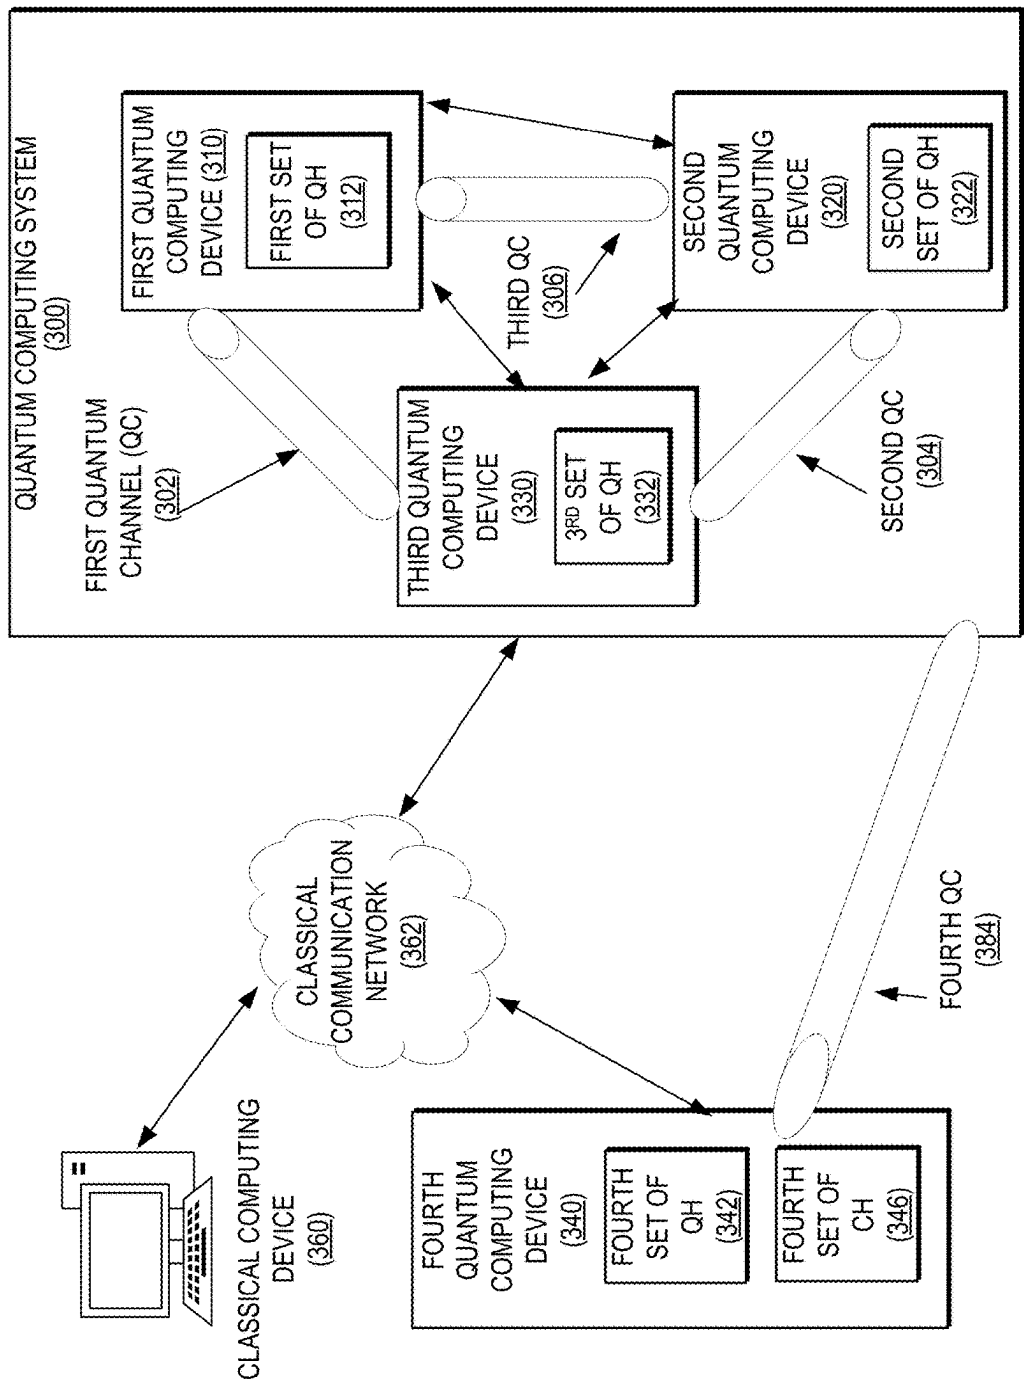 QUANTUM COMPUTING SYSTEM
(300)
FIRST QUANTUM
CHANNEL (QC)
(302)
FIRST QUANTUM
COMPUTING
DEVICE (310)
FIRST SET
OF QH
(312)
THIRD QUANTUM
COMPUTING
DEVICE
(330)
3RD SET
OF QH
(332)
THIRD QC
(306)
SECOND
QUANTUM
COMPUTING
DEVICE
(320)
SECOND
SET OF QH
(322)
SECOND QC
(304)
CLASSICAL
COMMUNICATION
NETWORK
(362)
CLASSICAL COMPUTING
DEVICE
(360)
FOURTH
QUANTUM
COMPUTING
DEVICE
(340)
FOURTH
SET OF
QH
(342)
FOURTH
SET OF
CH
(346)
FOURTH QC
(384)